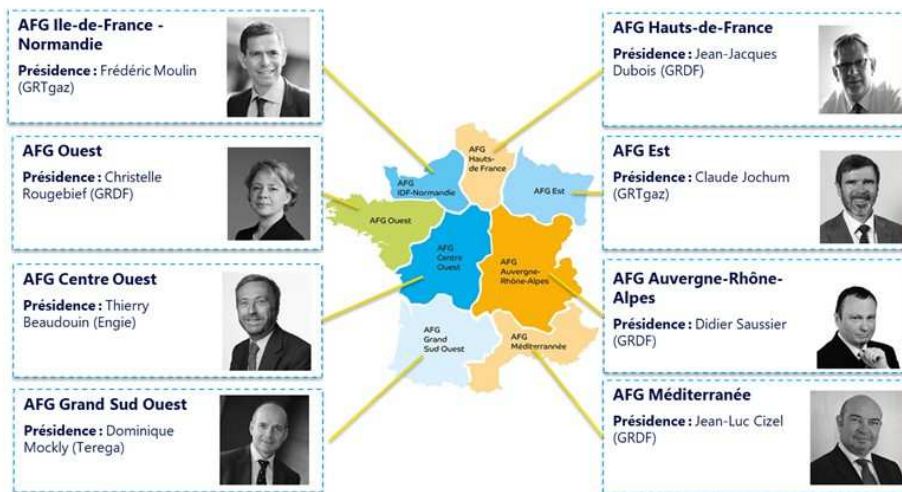 AFG Ile-de-France -
Normandie
Présidence : Frédéric Moulin
(GRTgaz)
AFG Ouest
Présidence : Christelle
Rougebief (GRDF)
AFG Centre Ouest
Présidence : Thierry
Beaudouin (Engie)
AFG Grand Sud Ouest
Présidence : Dominique
Mockly (Terega)
AFG
Hauts-
de France
AFG
IDF-Normandie
AFG Est
AFG Ouest
AFG
Centre
Ouest
AFG
Auvergne-
Rhône-Alpes
AFG
Grand
Sud Ouest
AFG
Méditerrannée
AFG Hauts-de-France
Présidence : Jean-Jacques
Dubois (GRDF)
AFG Est
Présidence : Claude Jochum
(GRTgaz)
AFG Auvergne-Rhône-
Alpes
Présidence : Didier Saussier
(GRDF)
AFG Méditerranée
Présidence : Jean-Luc Cizel
(GRDF)